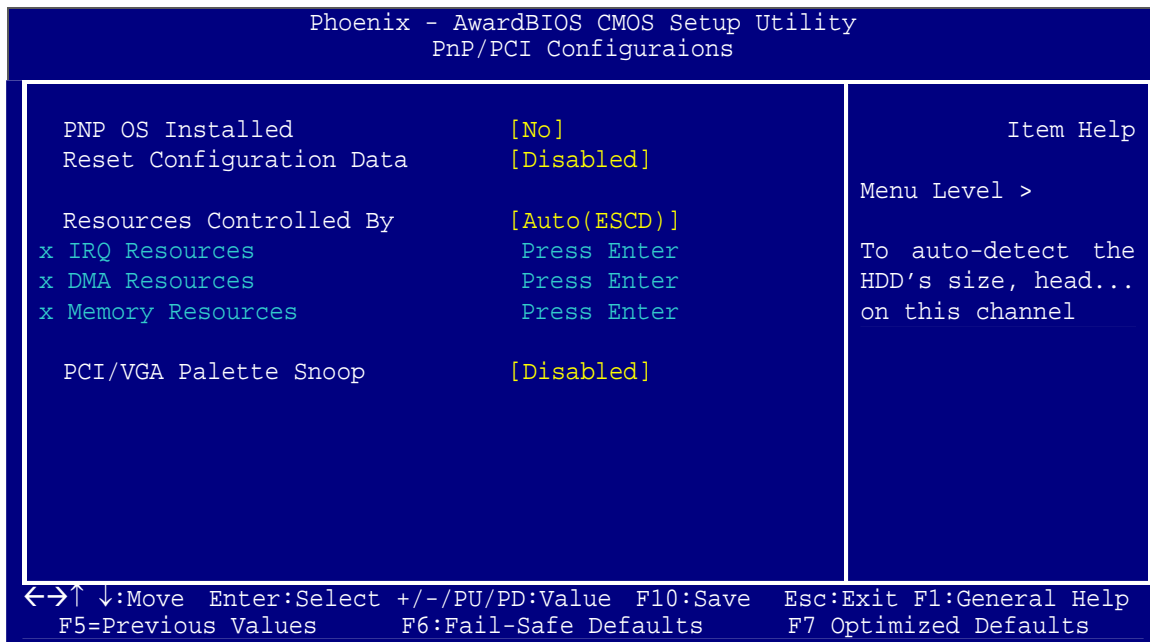 Phoenix - AwardBIOS CMOS Setup Utility
PnP/PCI Configuraions
PNP OS Installed [No]
Reset Configuration Data [Disabled]
Resources Controlled By [Auto(ESCD)]
x IRQ Resources Press Enter
x DMA Resources Press Enter
x Memory Resources Press Enter
PCI/VGA Palette Snoop [Disabled]
Item Help
Menu Level >
To auto-detect the
HDD’s size, head...
on this channel
←→↑ ↓:Move Enter:Select +/-/PU/PD:Value F10:Save Esc:Exit F1:General Help
F5=Previous Values F6:Fail-Safe Defaults F7 Optimized Defaults